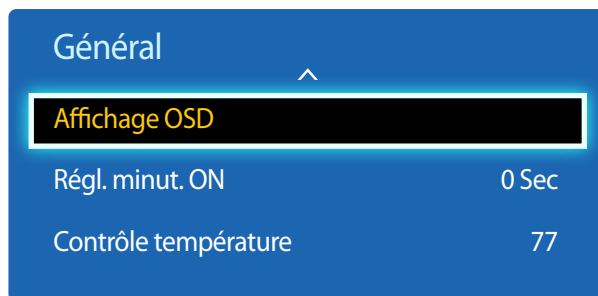 Général
Affichage OSD
Régl. minut. ON 0 Sec
Contrôle température 77